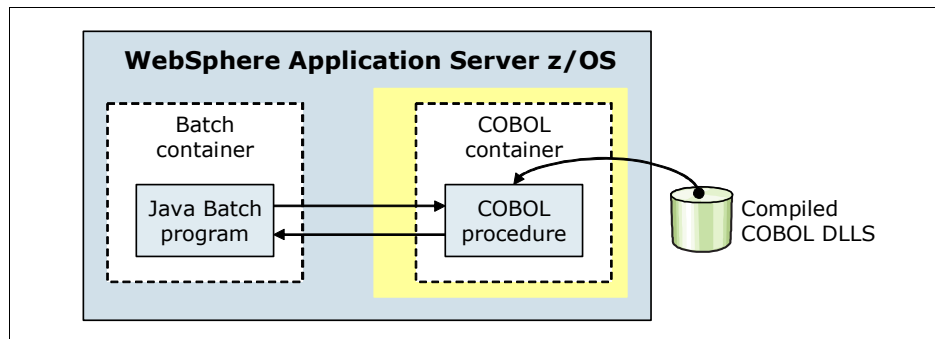 WebSphere Application Server z/OS
Batch
container
COBOL
container
Java Batch
program
COBOL
procedure
Compiled
COBOL DLLS